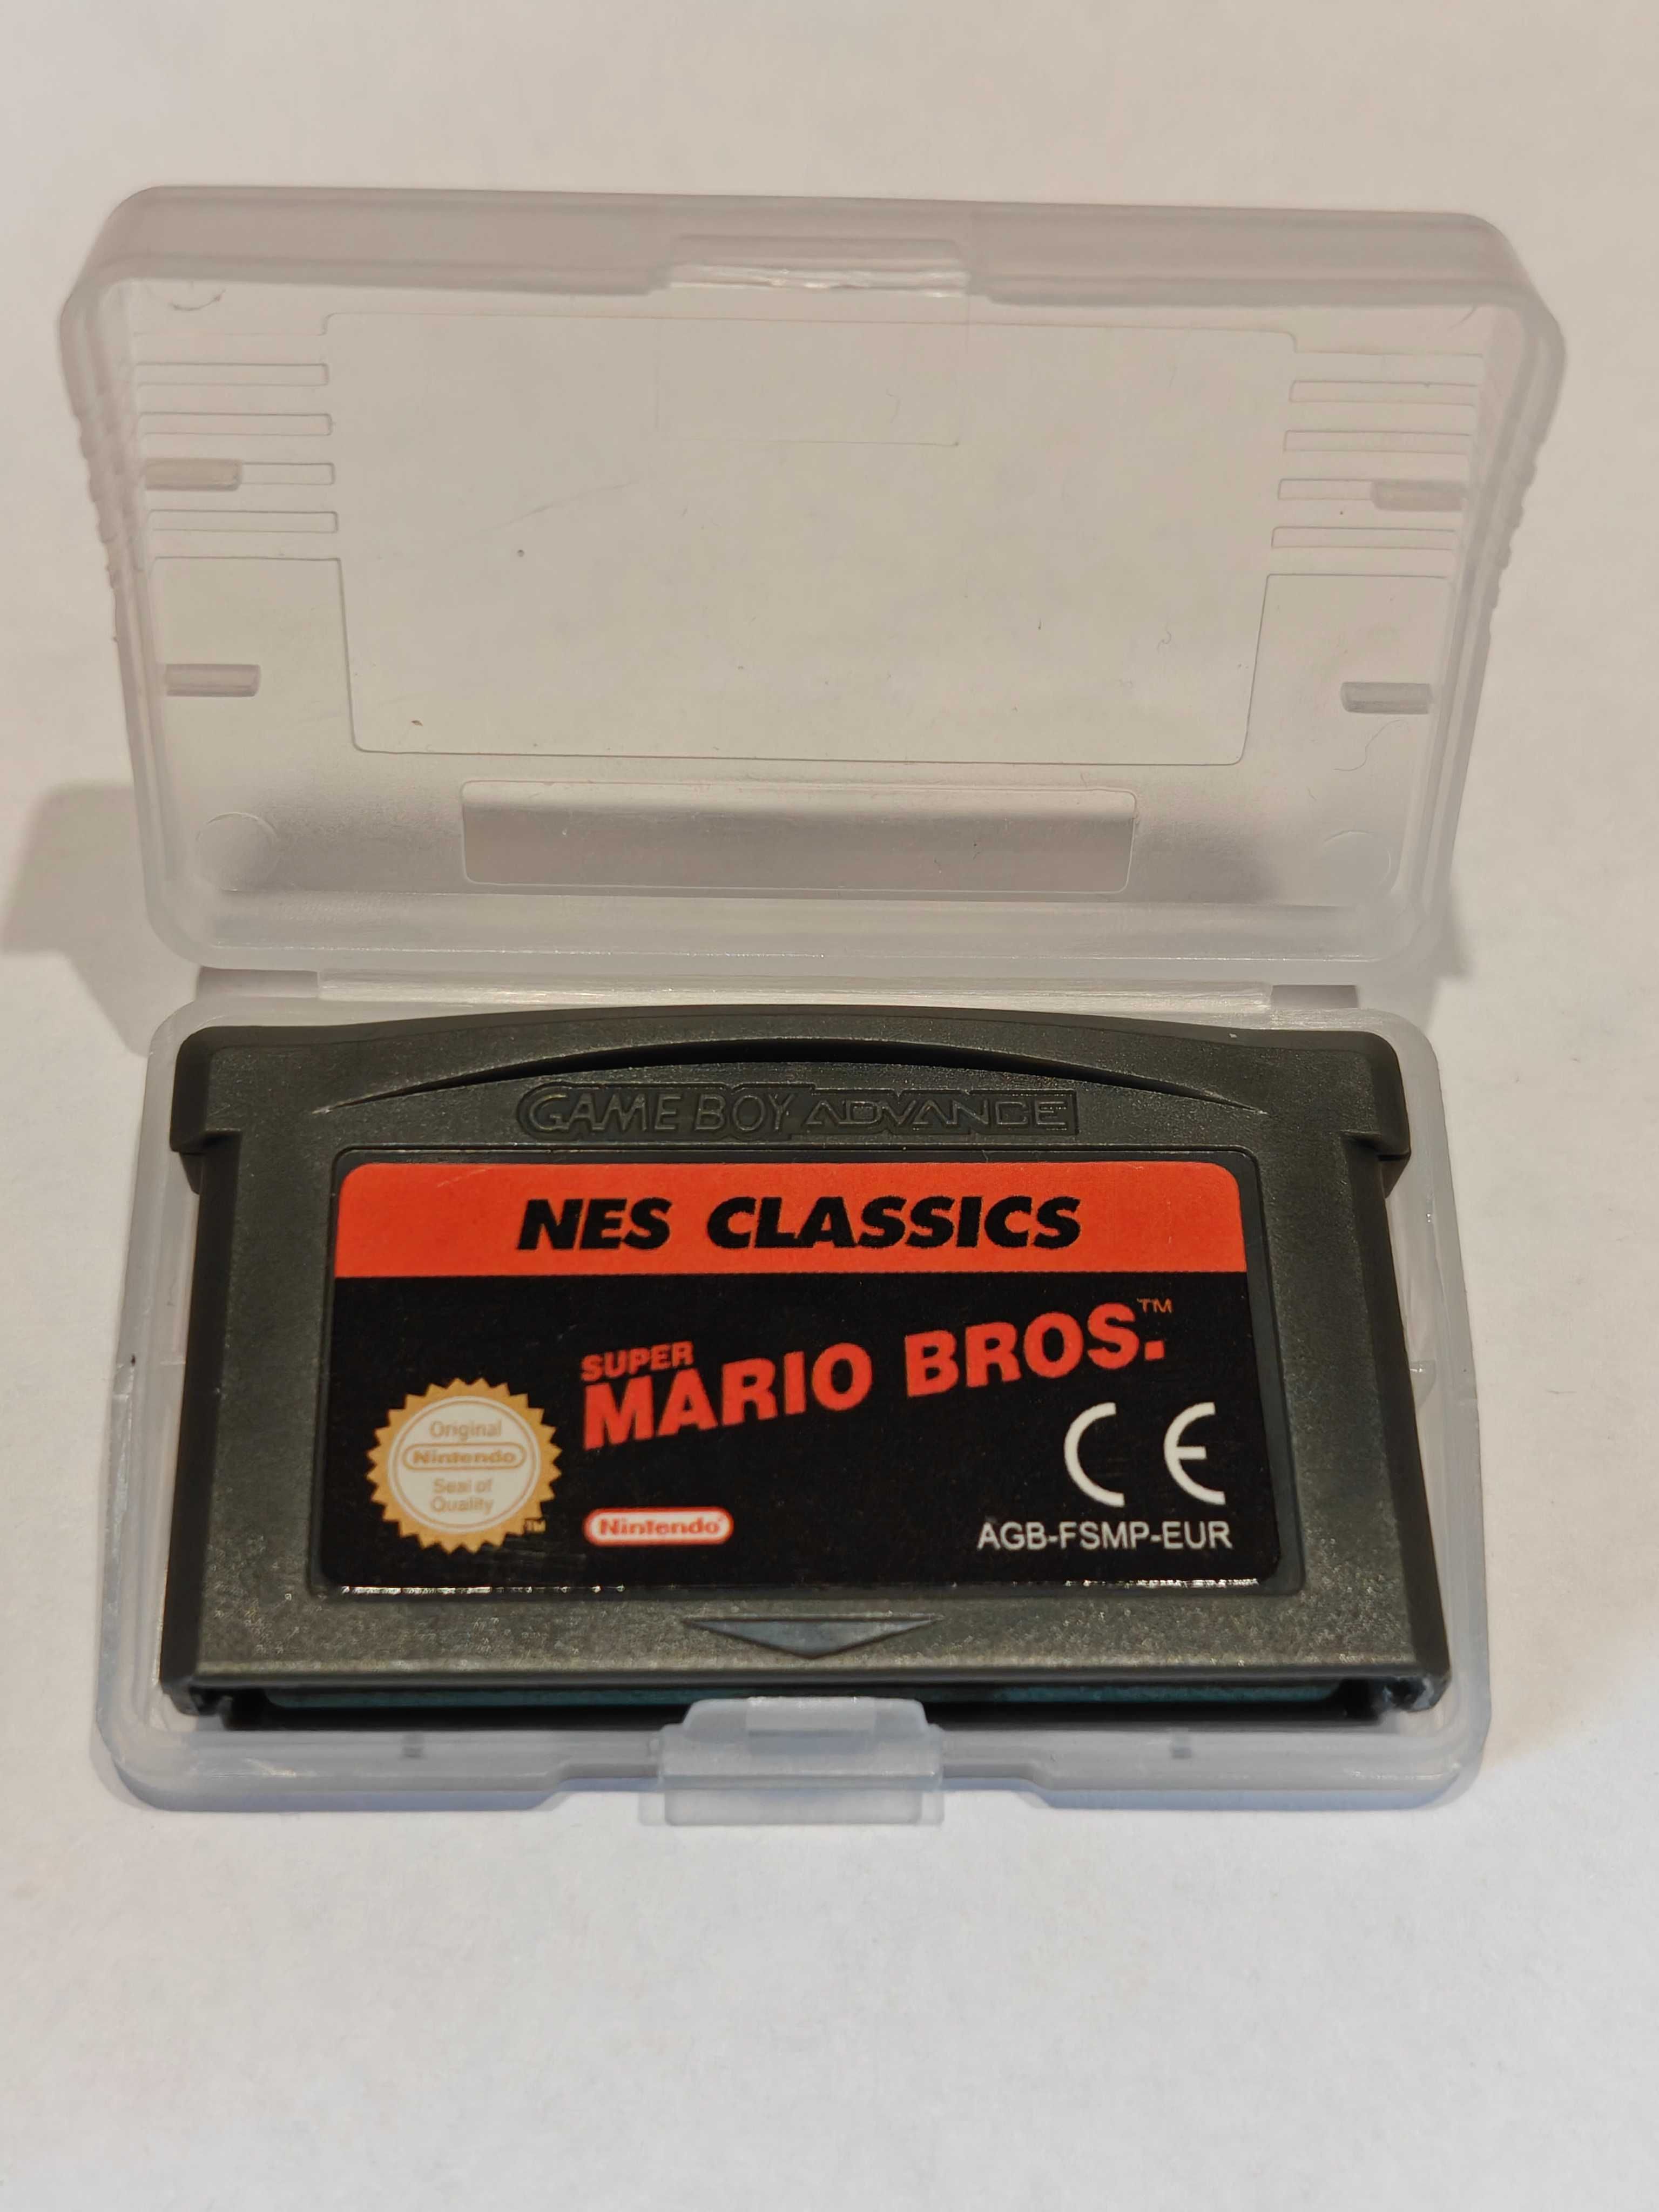 GAME BOY ADVANCE
NES CLASSICS
SUPER
MARIO BROS.™
Original
Nintendo
Seal of
Quality
™
Nintendo®
CE
AGB-FSMP-EUR